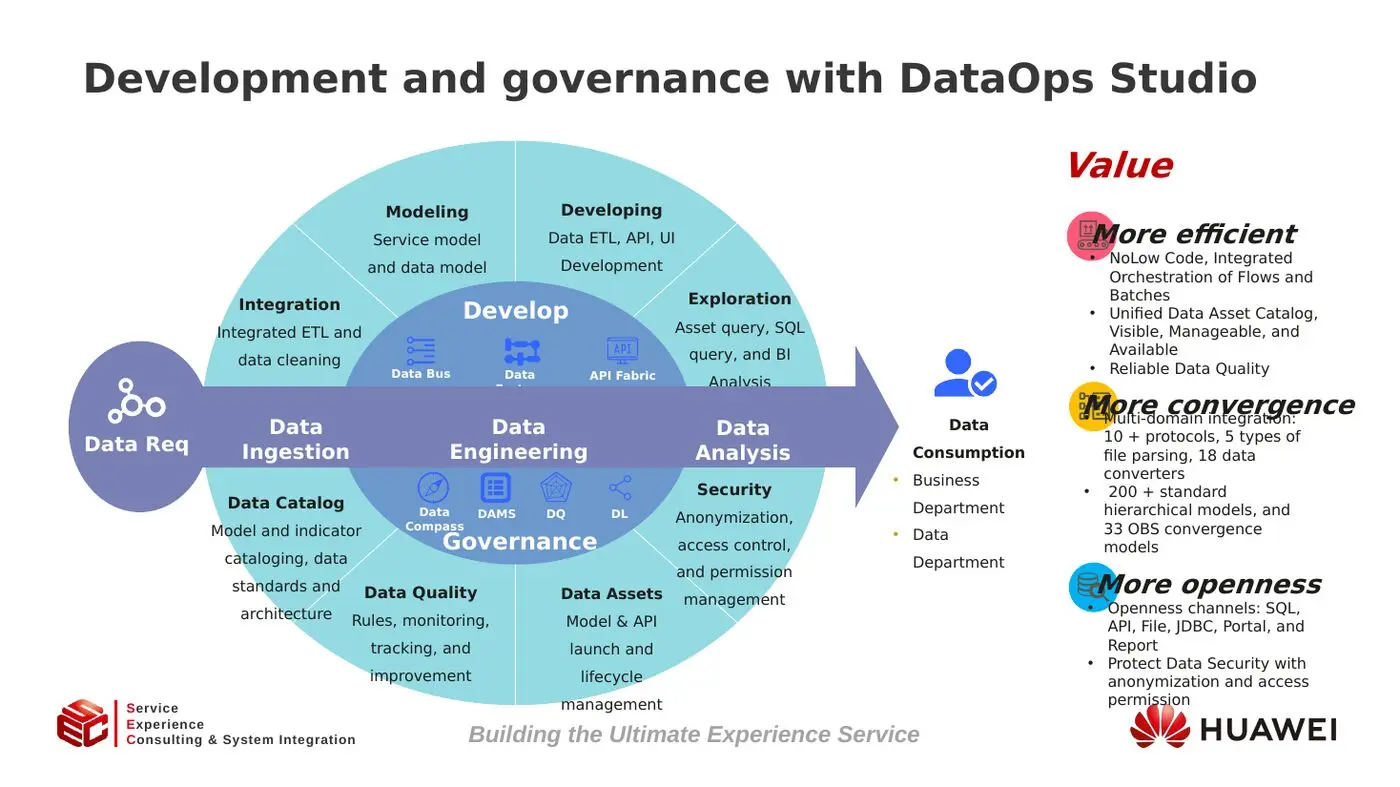 Development and governance with DataOps Studio
Modeling
Service model
and data model
Developing
Data ETL, API, UI
Development
Integration
Integrated ETL and
data cleaning
Exploration
Asset query, SQL
query, and BI
Analysis
Develop
Data Bus
Data
API
API Fabric
Data Req
Data
Ingestion
Data
Engineering
Data
Analysis
Data
Consumption
• Business
Department
• Data
Department
Data
Compass
DAMS
DQ
DL
Governance
Data Catalog
Model and indicator
cataloging, data
standards and
architecture
Data Quality
Rules, monitoring,
tracking, and
improvement
Data Assets
Model & API
launch and
lifecycle
management
Security
Anonymization,
access control,
and permission
management
Value
More efficient
• NoLow Code, Integrated
Orchestration of Flows and
Batches
• Unified Data Asset Catalog,
Visible, Manageable, and
Available
• Reliable Data Quality
More convergence
Multi-domain integration:
10 + protocols, 5 types of
file parsing, 18 data
converters
• 200 + standard
hierarchical models, and
33 OBS convergence
models
More openness
• Openness channels: SQL,
API, File, JDBC, Portal, and
Report
• Protect Data Security with
anonymization and access
permission
SEC
Service
Experience
Consulting & System Integration
Building the Ultimate Experience Service
HUAWEI